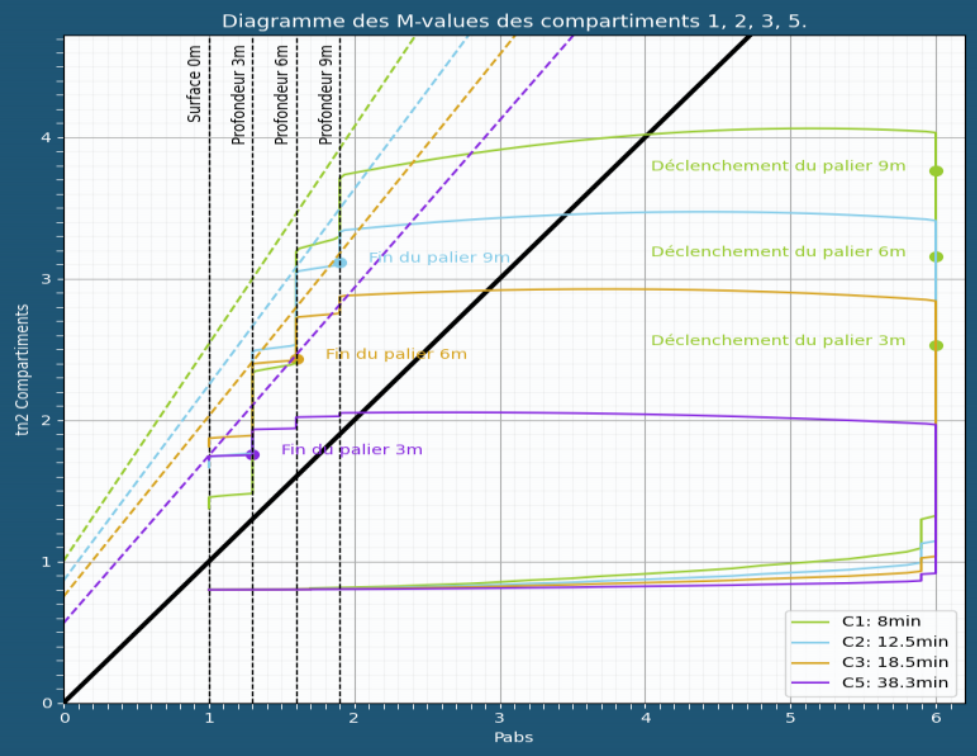 Diagramme des M-values des compartiments 1, 2, 3, 5.
Surface 0m
Profondeur 3m
Profondeur 6m
Profondeur 9m
4
Déclenchement du palier 9m
Fin du palier 9m
Déclenchement du palier 6m
3
Déclenchement du palier 3m
Fin du palier 6m
tn2 Compartiments
2
Fin du palier 3m
1
C1: 8min
C2: 12.5min
C3: 18.5min
C5: 38.3min
0
0 1 2 3 4 5 6
Pabs